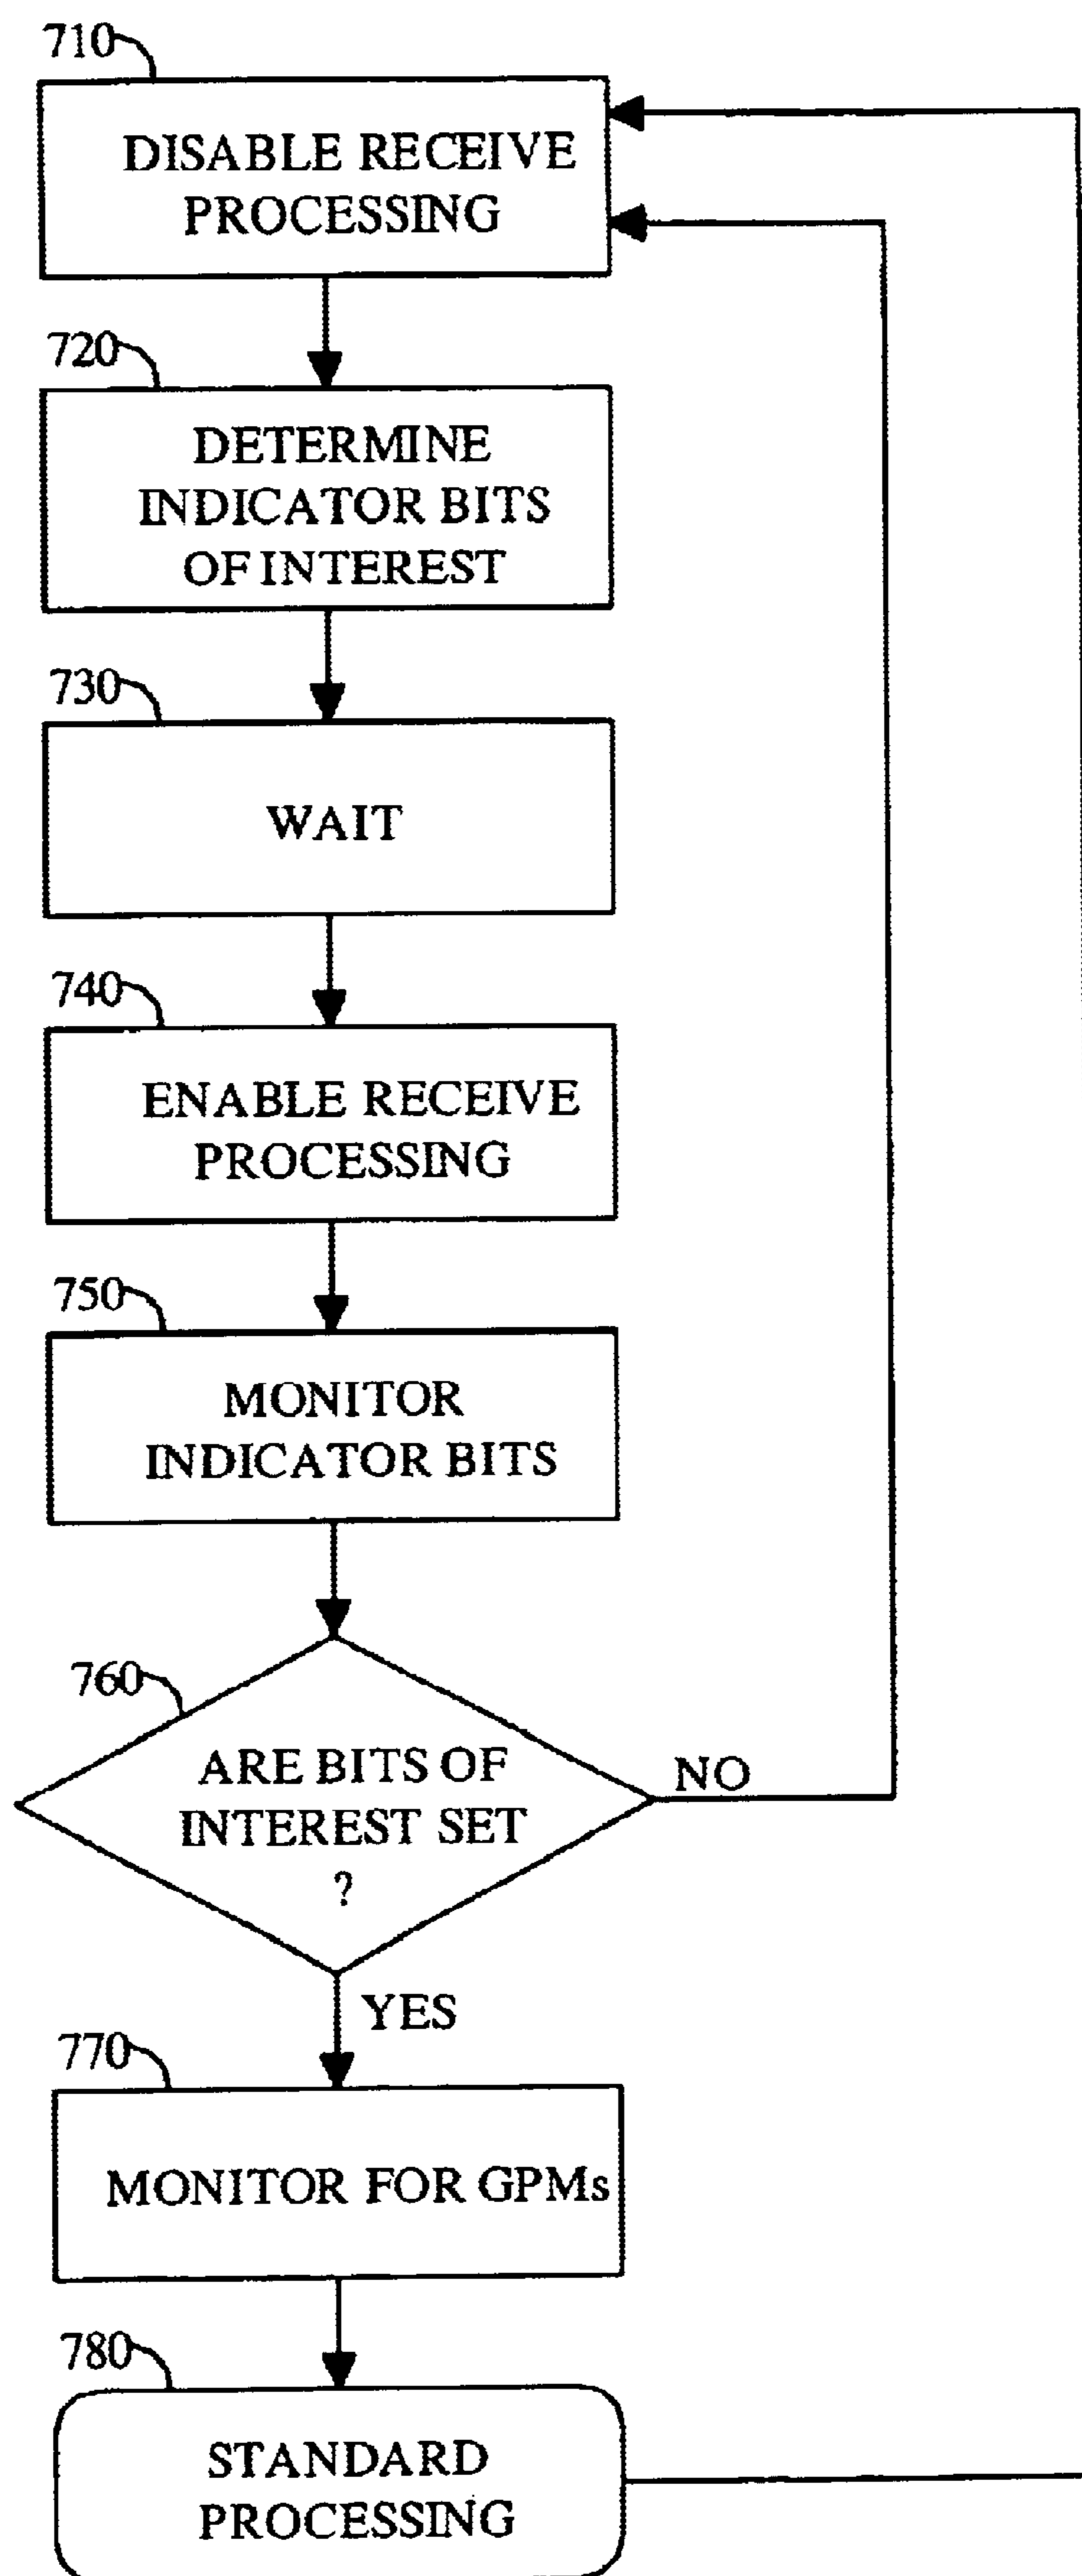 710
DISABLE RECEIVE
PROCESSING
720
DETERMINE
INDICATOR BITS
OF INTEREST
730
WAIT
740
ENABLE RECEIVE
PROCESSING
750
MONITOR
INDICATOR BITS
760
ARE BITS OF
INTEREST SET
?
NO
YES
770
MONITOR FOR GPMs
780
STANDARD
PROCESSING